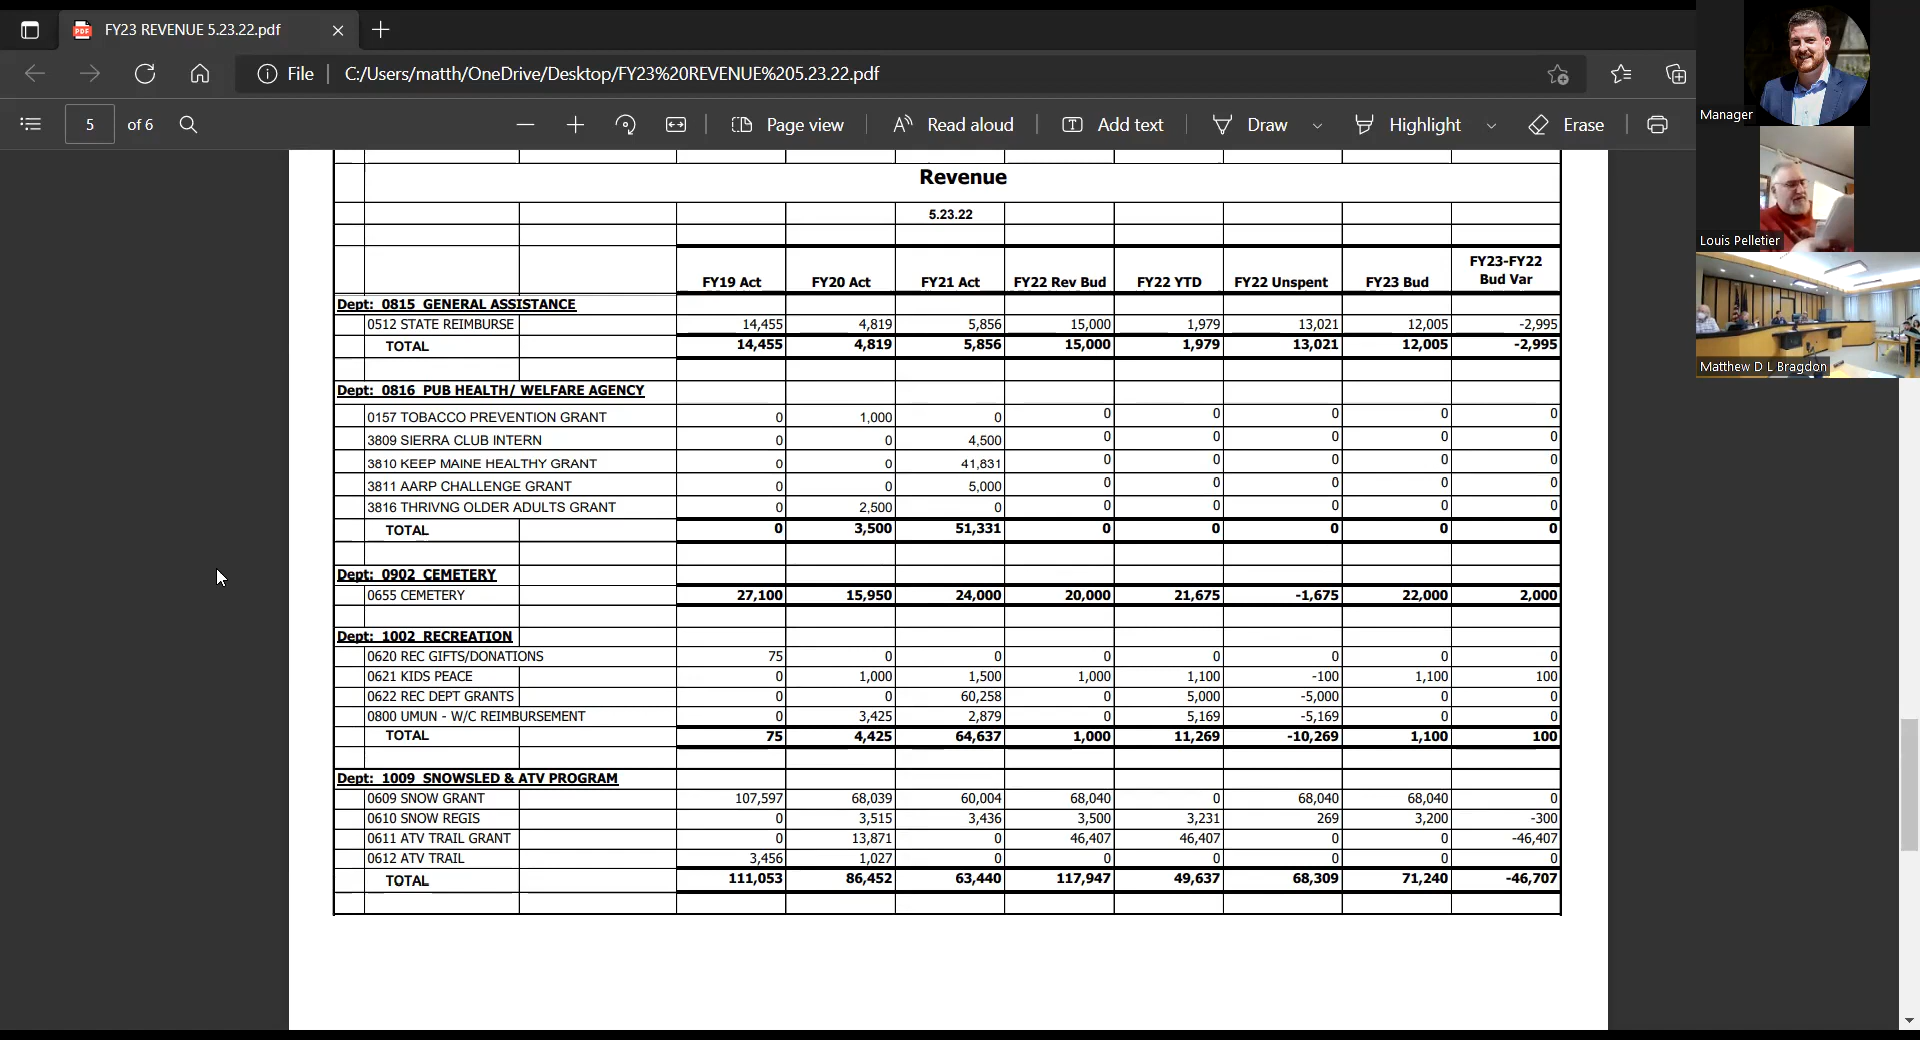 FY23 REVENUE 5.23.22.pdf
File C:/Users/matth/OneDrive/Desktop/FY23%20REVENUE%205.23.22.pdf
5 of 6 Page view Read aloud Add text Draw Highlight Erase
Manager
Louis Pelletier
Matthew D L Bragdon
Revenue
5.23.22
FY19 Act FY20 Act FY21 Act FY22 Rev Bud FY22 YTD FY22 Unspent FY23 Bud FY23-FY22 Bud Var
Dept: 0815 GENERAL ASSISTANCE
0512 STATE REIMBURSE 14,455 4,819 5,856 15,000 1,979 13,021 12,005 -2,995
TOTAL 14,455 4,819 5,856 15,000 1,979 13,021 12,005 -2,995
Dept: 0816 PUB HEALTH/ WELFARE AGENCY
0157 TOBACCO PREVENTION GRANT 0 1,000 0 0 0 0 0 0
3809 SIERRA CLUB INTERN 0 0 4,500 0 0 0 0 0
3810 KEEP MAINE HEALTHY GRANT 0 0 41,831 0 0 0 0 0
3811 AARP CHALLENGE GRANT 0 0 5,000 0 0 0 0 0
3816 THRIVNG OLDER ADULTS GRANT 0 2,500 0 0 0 0 0 0
TOTAL 0 3,500 51,331 0 0 0 0 0
Dept: 0902 CEMETERY
0655 CEMETERY 27,100 15,950 24,000 20,000 21,675 -1,675 22,000 2,000
Dept: 1002 RECREATION
0620 REC GIFTS/DONATIONS 75 0 0 0 0 0 0 0
0621 KIDS PEACE 0 1,000 1,500 1,000 1,100 -100 1,100 100
0622 REC DEPT GRANTS 0 0 60,258 0 5,000 -5,000 0 0
0800 UMUN - W/C REIMBURSEMENT 0 3,425 2,879 0 5,169 -5,169 0 0
TOTAL 75 4,425 64,637 1,000 11,269 -10,269 1,100 100
Dept: 1009 SNOWSLED & ATV PROGRAM
0609 SNOW GRANT 107,597 68,039 60,004 68,040 0 68,040 68,040 0
0610 SNOW REGIS 0 3,515 3,436 3,500 3,231 269 3,200 -300
0611 ATV TRAIL GRANT 0 13,871 0 46,407 46,407 0 0 -46,407
0612 ATV TRAIL 3,456 1,027 0 0 0 0 0 0
TOTAL 111,053 86,452 63,440 117,947 49,637 68,309 71,240 -46,707